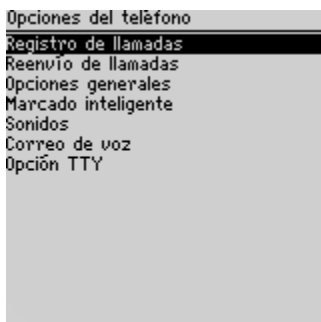 Opciones del teléfono
Registro de llamadas
Reenvío de llamadas
Opciones generales
Marcado inteligente
Sonidos
Correo de voz
Opción TTY